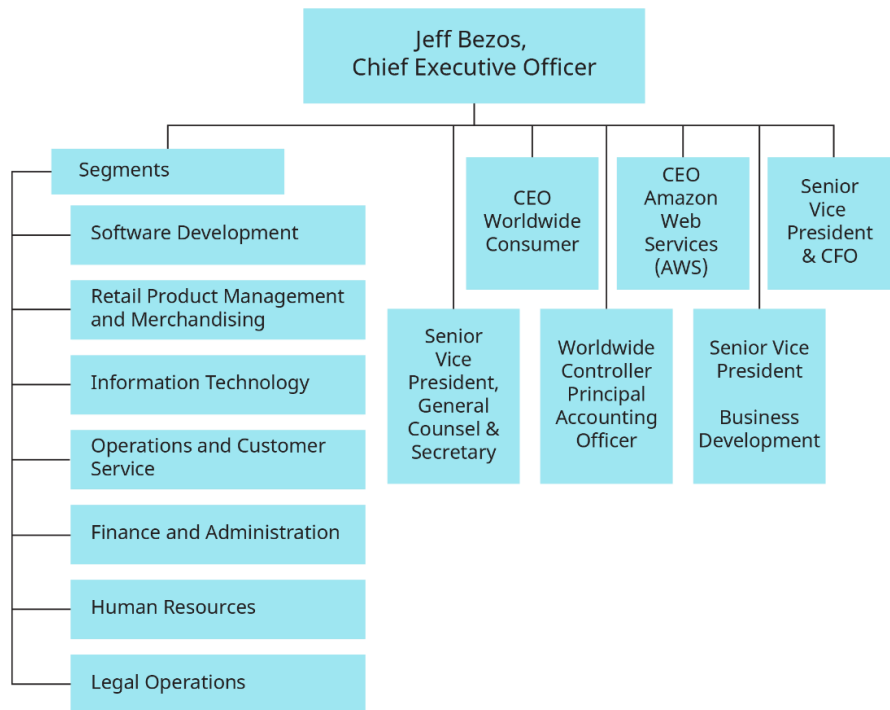 Jeff Bezos,
Chief Executive Officer
Segments
Software Development
Retail Product Management
and Merchandising
Information Technology
Operations and Customer
Service
Finance and Administration
Human Resources
Legal Operations
Senior
Vice
President,
General
Counsel &
Secretary
CEO
Worldwide
Consumer
Worldwide
Controller
Principal
Accounting
Officer
CEO
Amazon
Web
Services
(AWS)
Senior Vice
President
Business
Development
Senior
Vice
President
& CFO